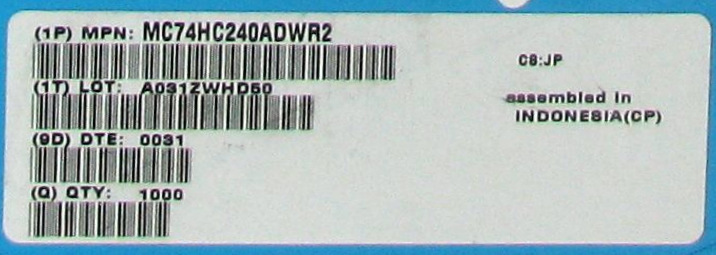 (1P) MPN: MC74HC240ADWR2
C8:JP
(1T) LOT: A031ZWHD50
assembled in
INDONESIA(CP)
(9D) DTE: 0031
(Q) QTY: 1000